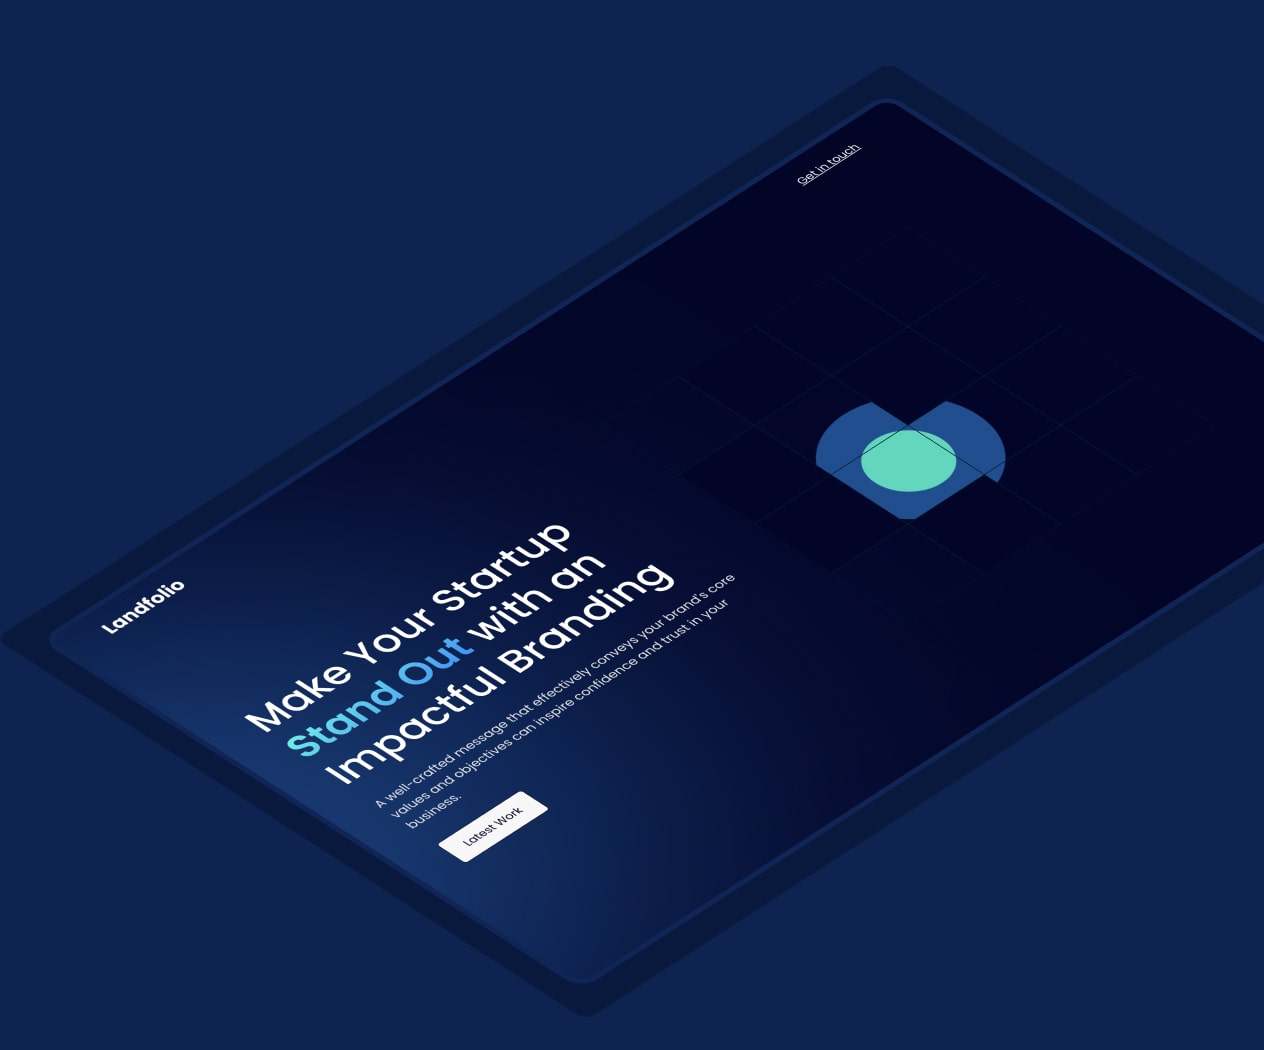 Landfolio
Get in touch
Make Your Startup
Stand Out with an
Impactful Branding
A well-crafted message that effectively conveys your brand's core
values and objectives can inspire confidence and trust in your
business.
Latest Work